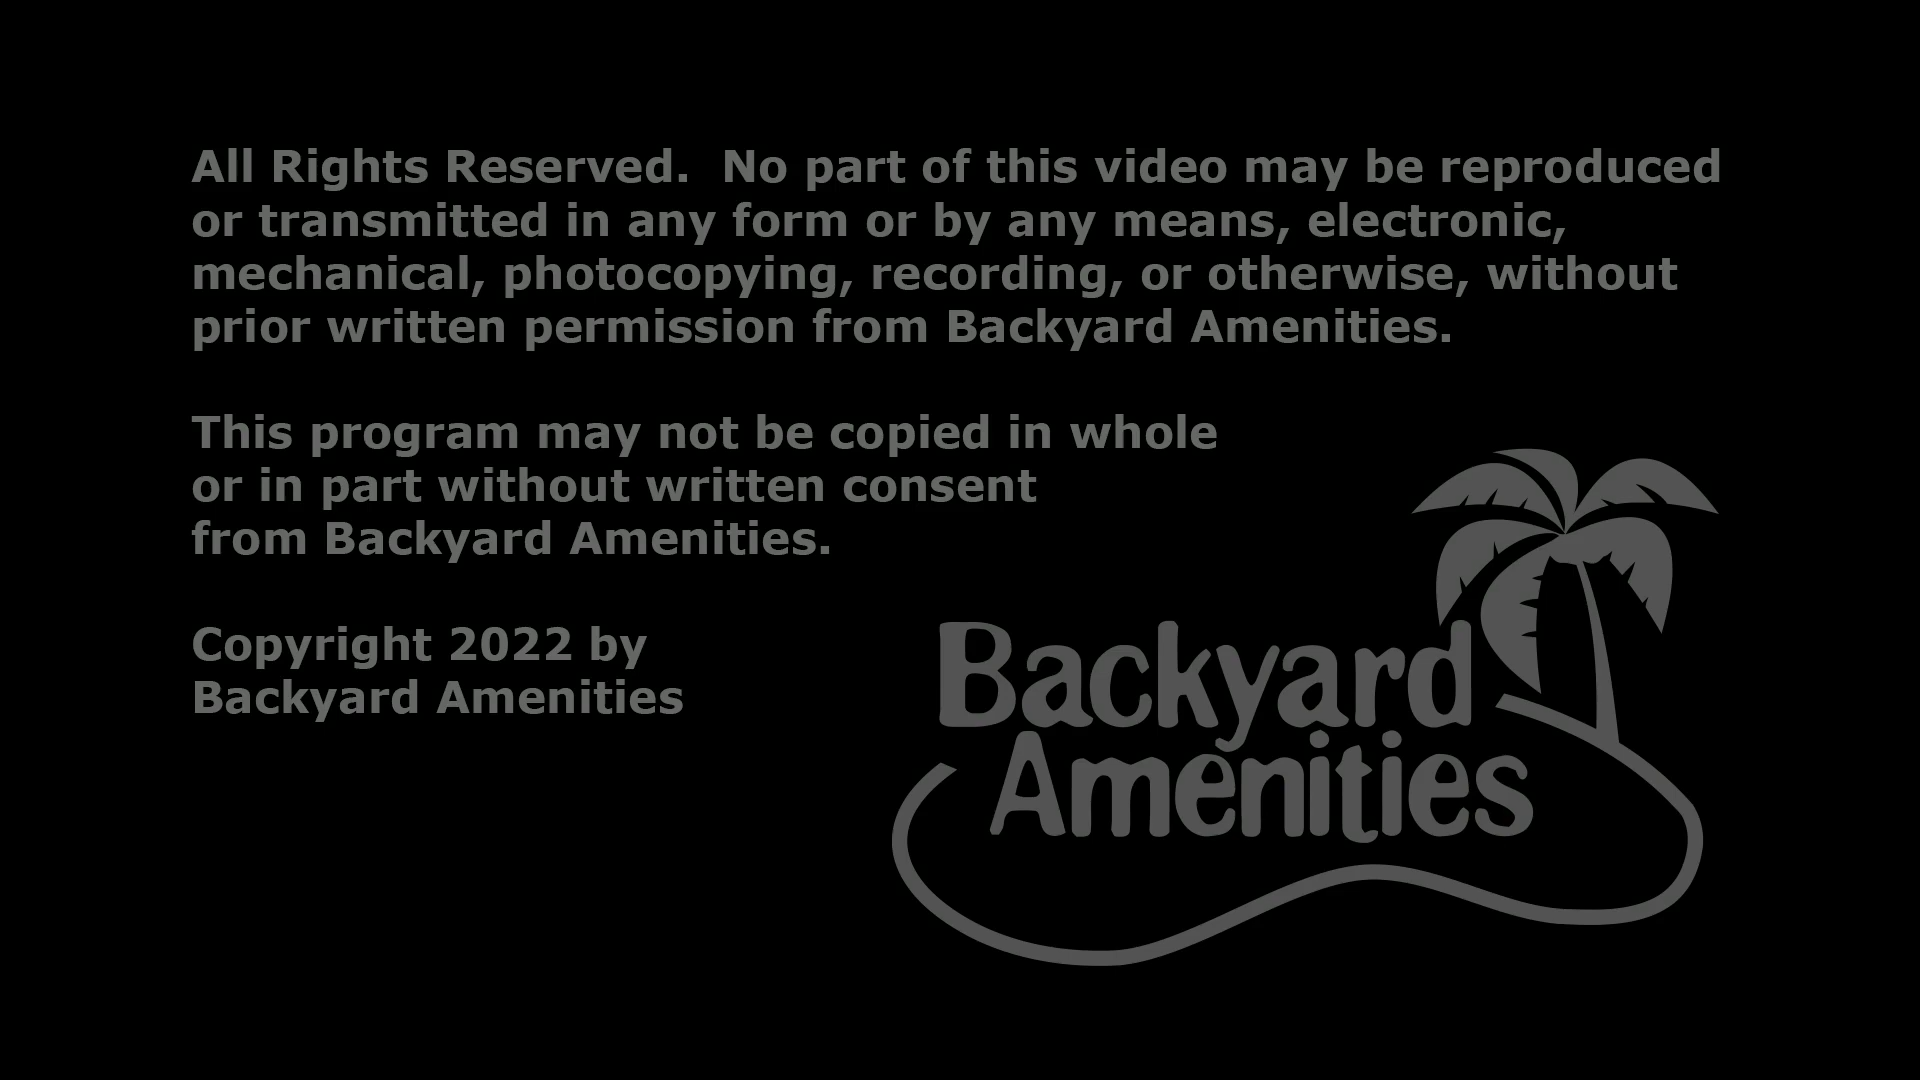 All Rights Reserved.  No part of this video may be reproduced
or transmitted in any form or by any means, electronic,
mechanical, photocopying, recording, or otherwise, without
prior written permission from Backyard Amenities.
This program may not be copied in whole
or in part without written consent
from Backyard Amenities.
Copyright 2022 by
Backyard Amenities
Backyard
Amenities